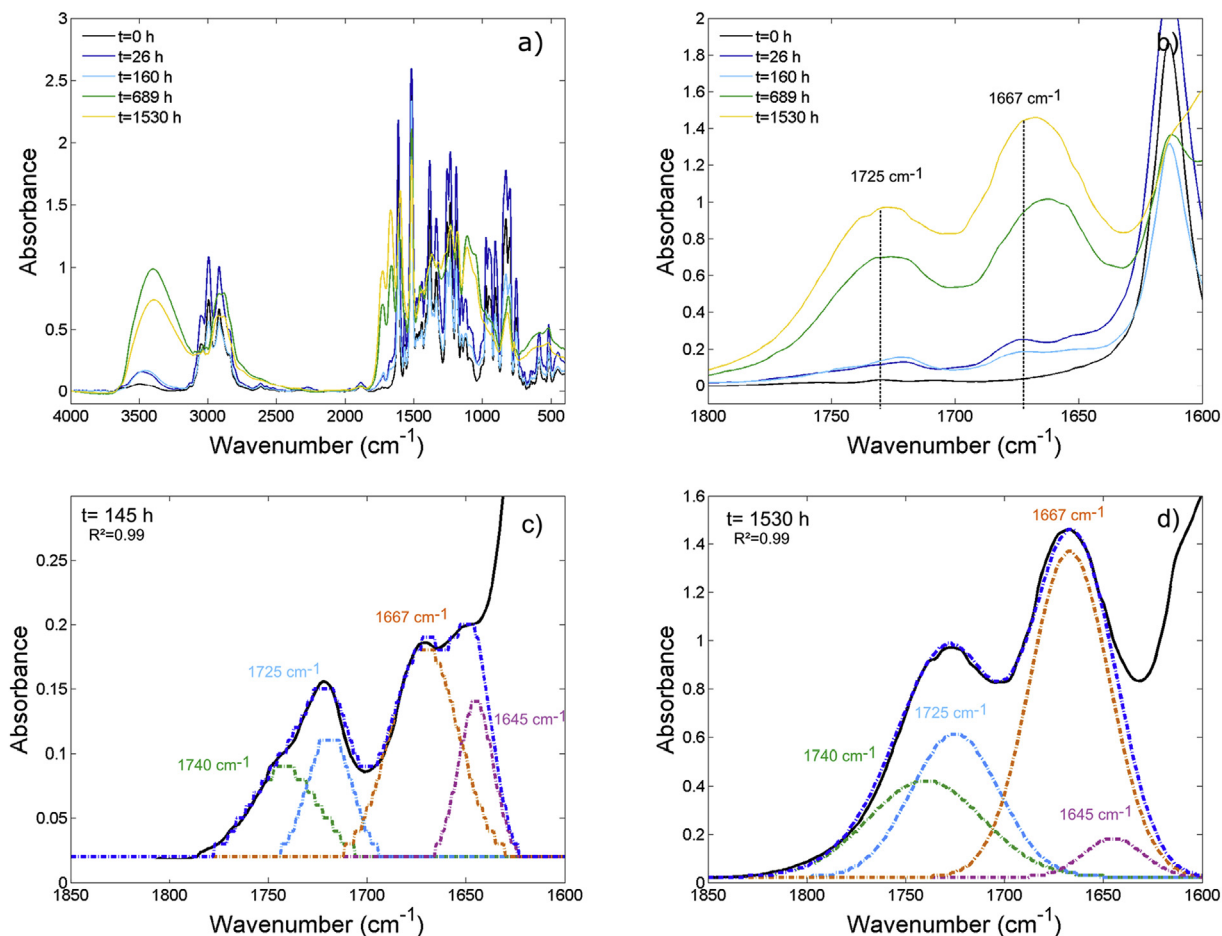 a)
t=0 h
t=26 h
t=160 h
t=689 h
t=1530 h
3
2.5
2
1.5
1
0.5
0
4000 3500 3000 2500 2000 1500 1000 500
Absorbance
Wavenumber (cm-1)
b)
t=0 h
t=26 h
t=160 h
t=689 h
t=1530 h
1667 cm-1
1725 cm-1
2
1.8
1.6
1.4
1.2
1
0.8
0.6
0.4
0.2
0
1800 1750 1700 1650 1600
Absorbance
Wavenumber (cm-1)
t= 145 h
R²=0.99
c)
1667 cm-1
1725 cm-1
1740 cm-1
1645 cm-1
0.25
0.2
0.15
0.1
0.05
0
1850 1800 1750 1700 1650 1600
Absorbance
Wavenumber (cm-1)
t= 1530 h
R²=0.99
d)
1667 cm-1
1725 cm-1
1740 cm-1
1645 cm-1
1.6
1.4
1.2
1
0.8
0.6
0.4
0.2
0
1850 1800 1750 1700 1650 1600
Absorbance
Wavenumber (cm-1)